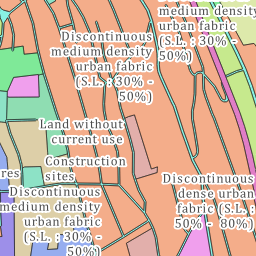 medium density
urban fabric
(S.L. : 30% -
50%)
Discontinuous
medium density
urban fabric
(S.L. : 30% -
50%)
Land without
current use
Construction
sites
res
Discontinuous
medium density
urban fabric
(S.L. : 30% -
50%)
Discontinuous
dense urban
fabric (S.L. :
50% - 80%)